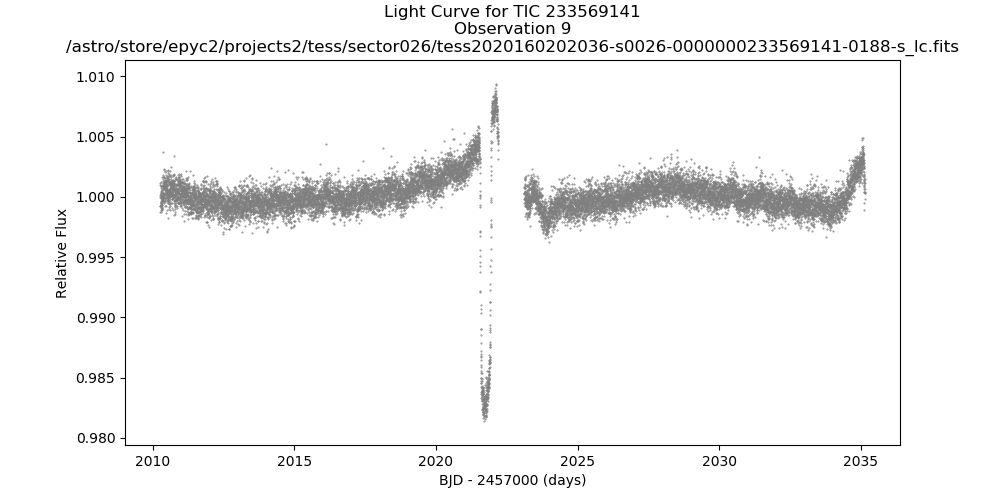 Light Curve for TIC 233569141
Observation 9
/astro/store/epyc2/projects2/tess/sector026/tess2020160202036-s0026-0000000233569141-0188-s_lc.fits
1.010
1.005
1.000
0.995
0.990
0.985
0.980
Relative Flux
2010 2015 2020 2025 2030 2035
BJD - 2457000 (days)